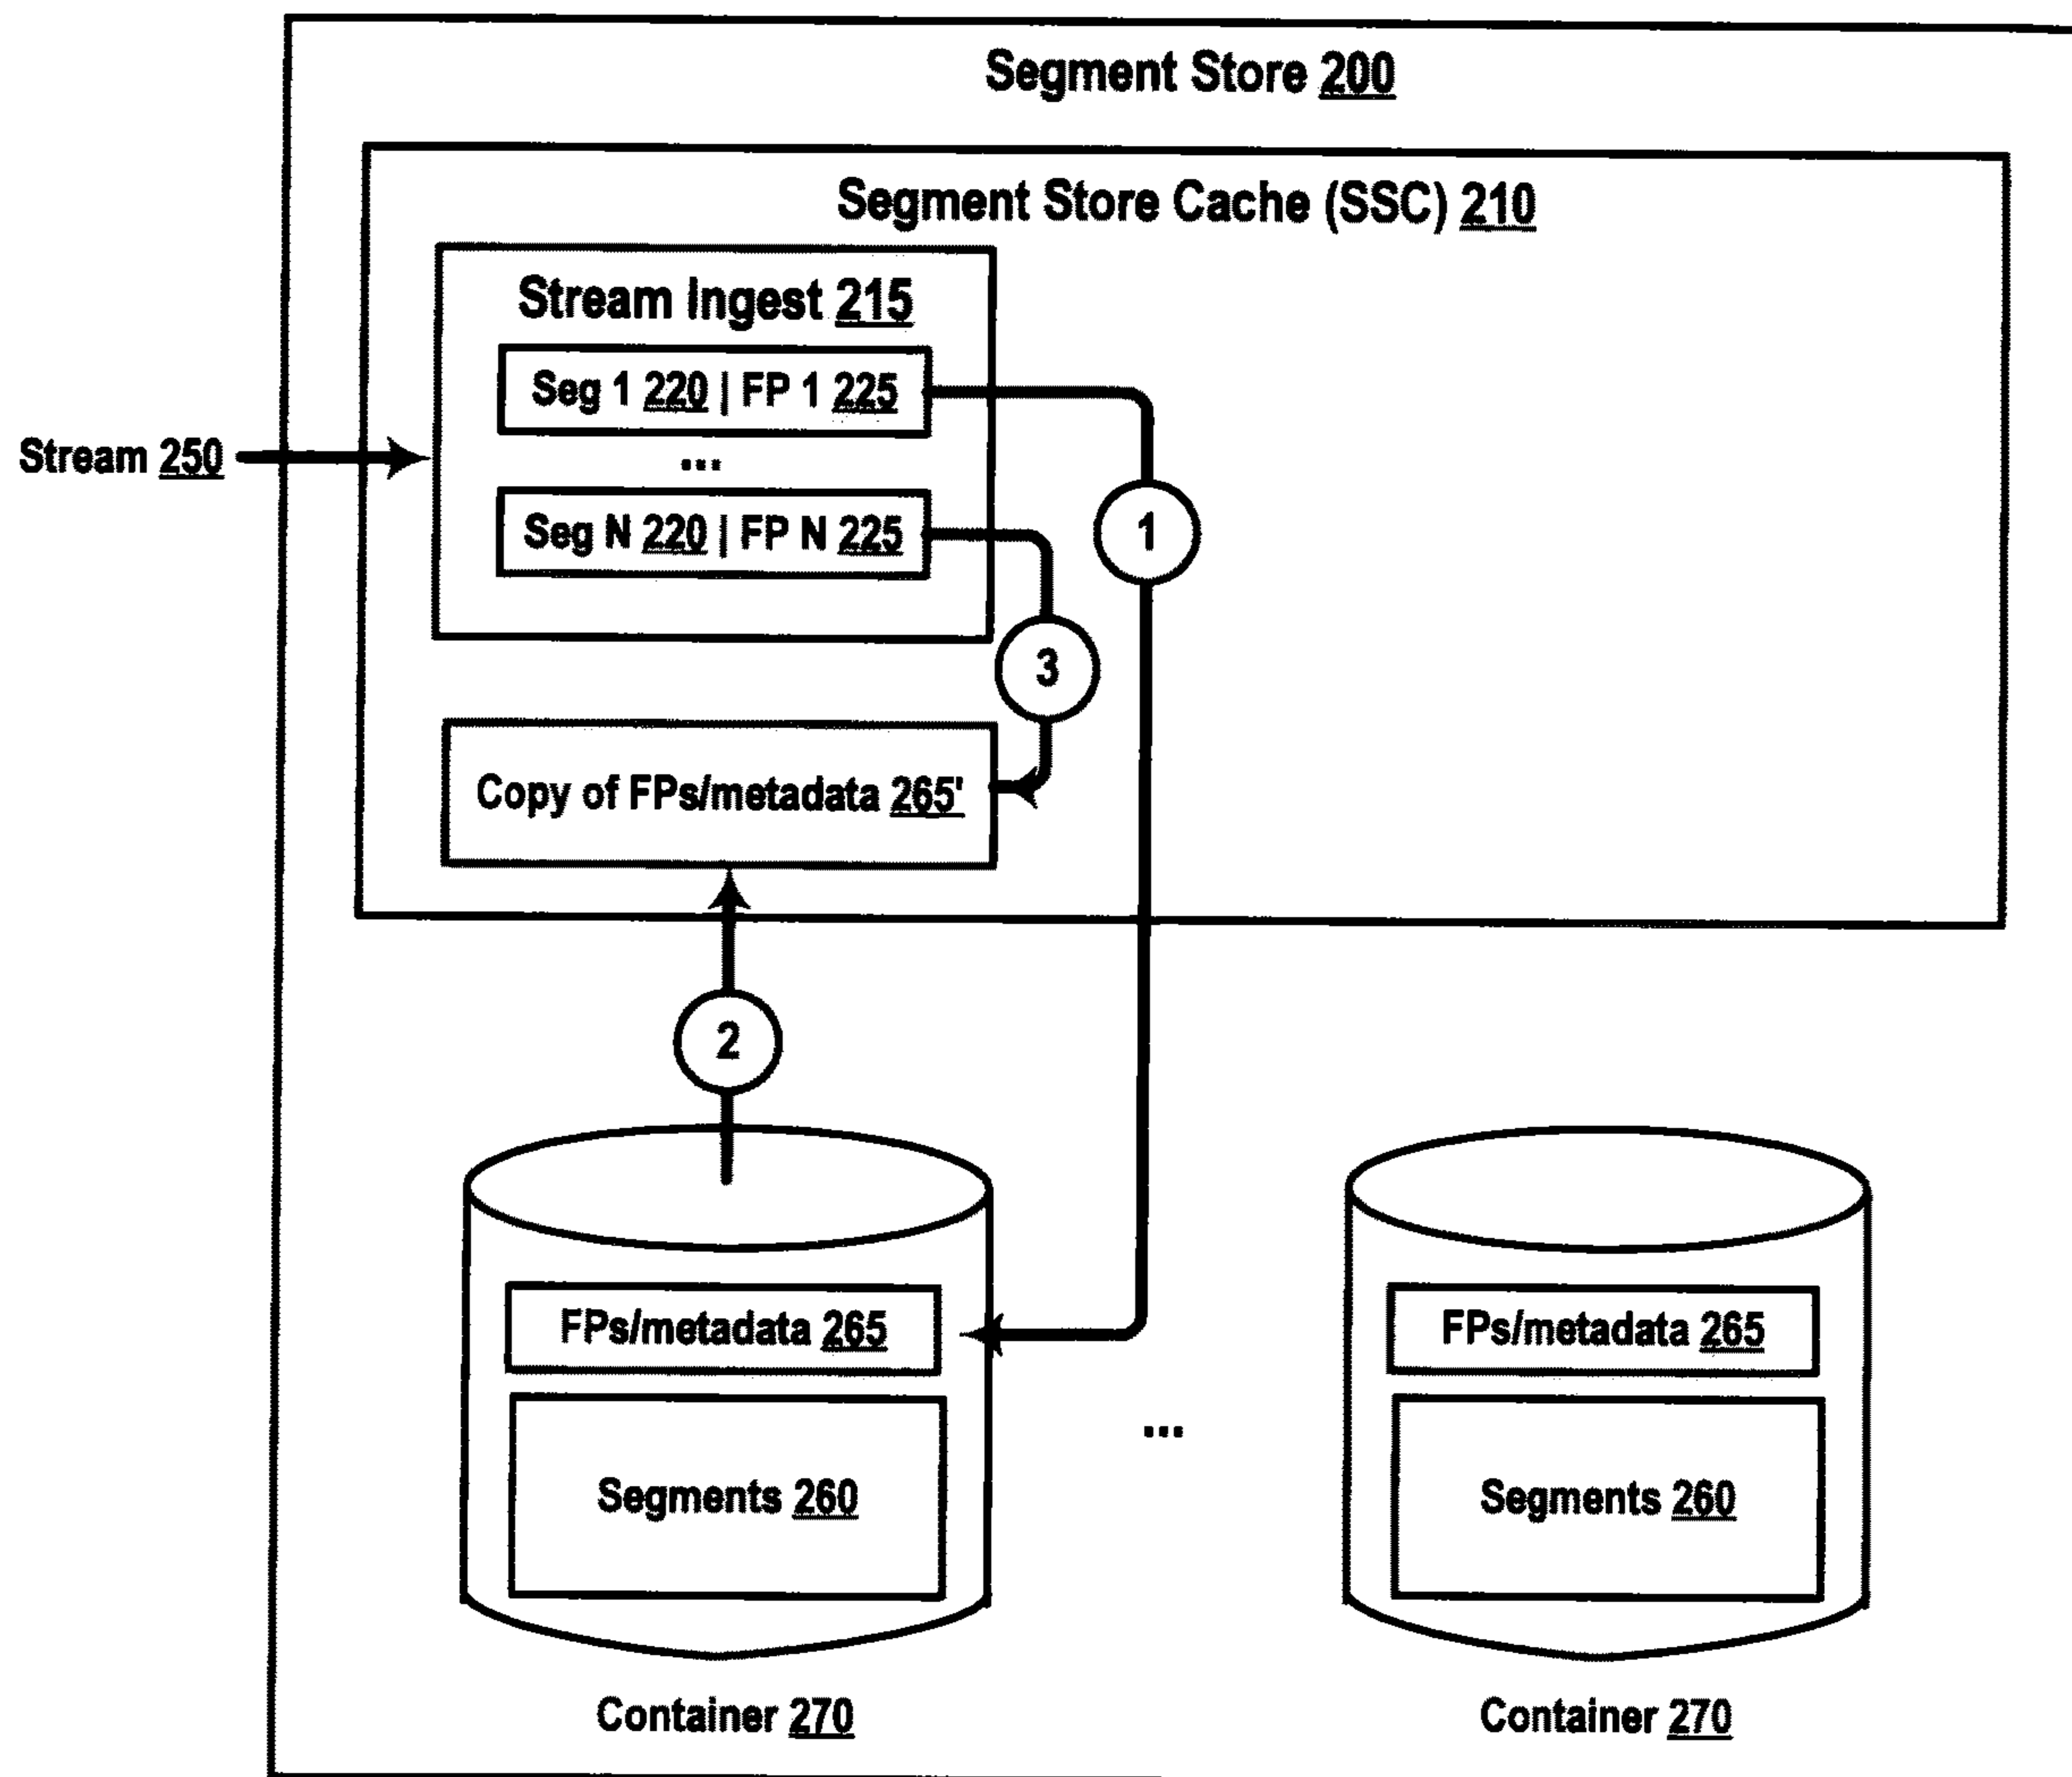 Segment Store 200
Segment Store Cache (SSC) 210
Stream Ingest 215
Seg 1 220 | FP 1 225
...
Seg N 220 | FP N 225
Stream 250
1
3
Copy of FPs/metadata 265'
2
FPs/metadata 265
Segments 260
Container 270
...
FPs/metadata 265
Segments 260
Container 270